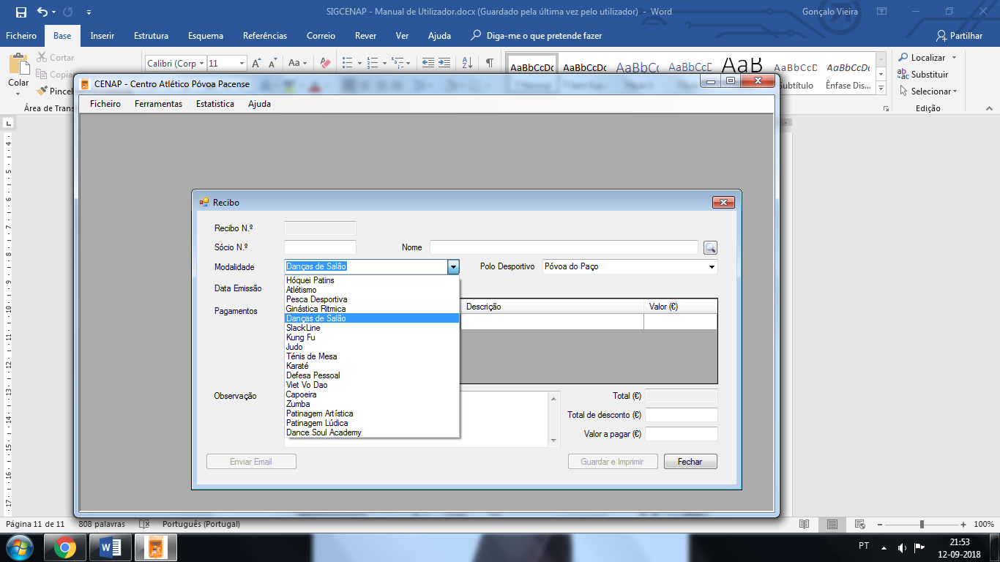 SIGCENAP - Manual de Utilizador.docx (Guardado pela última vez pelo utilizador) - Word
Gonçalo Vieira
Ficheiro Base Inserir Estrutura Esquema Referências Correio Rever Ver Ajuda Diga-me o que pretende fazer Partilhar
Colar
Cortar
Copia
Pincel
Área de Trans
Calibri (Corp 11
Aa
AaBbCcDc AaBbCcDc AaBbCc AaBbCcC AaB AaBbCcD AaBbCcDc
ubtítulo Ênfase Dis...
Localizar
Substituir
Selecionar
Edição
CENAP - Centro Atlético Póvoa Pacense
Ficheiro Ferramentas Estatistica Ajuda
Recibo
Recibo N.º
Sócio N.º
Nome
Modalidade
Danças de Salão
Polo Desportivo
Póvoa do Paço
Hóquei Patins
Atlétismo
Pesca Desportiva
Ginástica Ritmica
Danças de Salão
SlackLine
Kung Fu
Judo
Ténis de Mesa
Karaté
Defesa Pessoal
Viet Vo Dao
Capoeira
Zumba
Patinagem Artística
Patinagem Lúdica
Dance Soul Academy
Data Emissão
Pagamentos
Descrição
Valor (€)
Observação
Total (€)
Total de desconto (€)
Valor a pagar (€)
Enviar Email
Guardar e Imprimir
Fechar
Página 11 de 11 808 palavras Português (Portugal)
100%
PT
21:53
12-09-2018